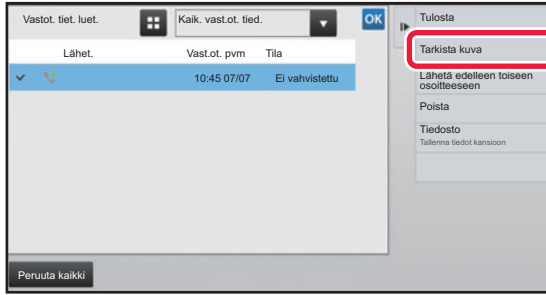 Vastot. tiet. luet.
Kaik. vast.ot. tied.
OK
Lähet.
Vast.ot. pvm
Tila
10:45 07/07
Ei vahvistettu
Peruuta kaikki
Tulosta
Tarkista kuva
Lähetä edelleen toiseen
osoitteeseen
Poista
Tiedosto
Tallenna tiedot kansioon